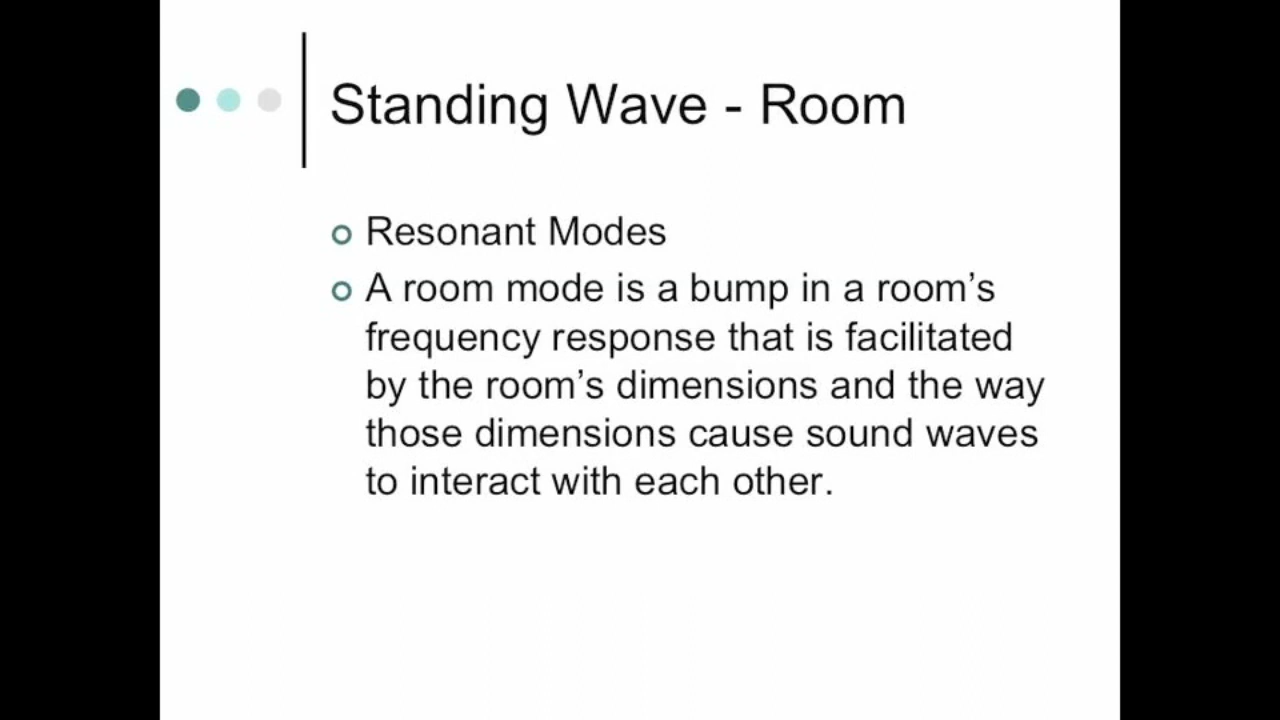 Standing Wave - Room
Resonant Modes
A room mode is a bump in a room’s
frequency response that is facilitated
by the room’s dimensions and the way
those dimensions cause sound waves
to interact with each other.